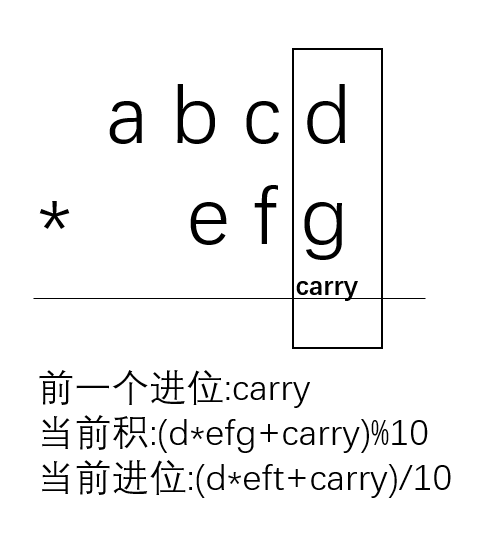 a b c d
* e f g
carry
前一个进位:carry
当前积:(d*efg+carry)%10
当前进位:(d*eft+carry)/10